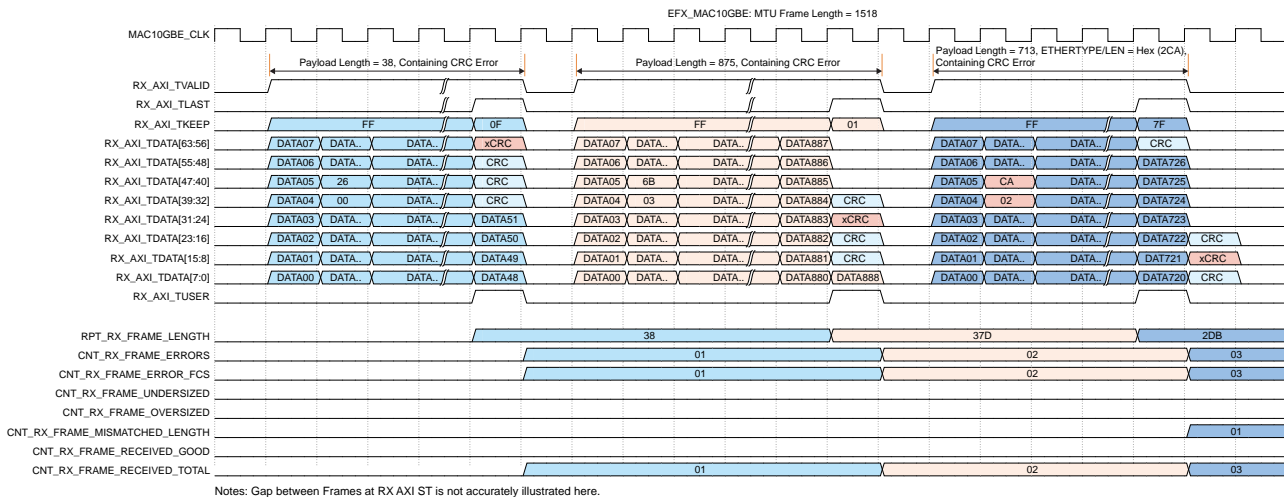 EFX_MAC10GBE: MTU Frame Length = 1518
MAC10GBE_CLK
Payload Length = 38, Containing CRC Error
Payload Length = 875, Containing CRC Error
Payload Length = 713, ETHERTYPE/LEN = Hex (2CA),
Containing CRC Error
RX_AXI_TVALID
RX_AXI_TLAST
RX_AXI_TKEEP FF 0F FF 01 FF 7F
RX_AXI_TDATA[63:56] DATA07 DATA.. DATA.. xCRC DATA07 DATA.. DATA.. DATA887 DATA07 DATA.. DATA.. CRC
RX_AXI_TDATA[55:48] DATA06 DATA.. DATA.. CRC DATA06 DATA.. DATA.. DATA886 DATA06 DATA.. DATA.. DATA726
RX_AXI_TDATA[47:40] DATA05 26 DATA.. CRC DATA05 6B DATA.. DATA885 DATA05 CA DATA.. DATA725
RX_AXI_TDATA[39:32] DATA04 00 DATA.. CRC DATA04 03 DATA.. DATA884 CRC DATA04 02 DATA.. DATA724
RX_AXI_TDATA[31:24] DATA03 DATA.. DATA.. DATA51 DATA03 DATA.. DATA.. DATA883 xCRC DATA03 DATA.. DATA.. DATA723
RX_AXI_TDATA[23:16] DATA02 DATA.. DATA.. DATA50 DATA02 DATA.. DATA.. DATA882 CRC DATA02 DATA.. DATA.. DATA722 CRC
RX_AXI_TDATA[15:8] DATA01 DATA.. DATA.. DATA49 DATA01 DATA.. DATA.. DATA881 CRC DATA01 DATA.. DATA.. DAT721 xCRC
RX_AXI_TDATA[7:0] DATA00 DATA.. DATA.. DATA48 DATA00 DATA.. DATA.. DATA880 DATA888 DATA00 DATA.. DATA.. DATA720 CRC
RX_AXI_TUSER
RPT_RX_FRAME_LENGTH 38 37D 2DB
CNT_RX_FRAME_ERRORS 01 02 03
CNT_RX_FRAME_ERROR_FCS 01 02 03
CNT_RX_FRAME_UNDERSIZED
CNT_RX_FRAME_OVERSIZED
CNT_RX_FRAME_MISMATCHED_LENGTH 01
CNT_RX_FRAME_RECEIVED_GOOD
CNT_RX_FRAME_RECEIVED_TOTAL 01 02 03
Notes: Gap between Frames at RX AXI ST is not accurately illustrated here.